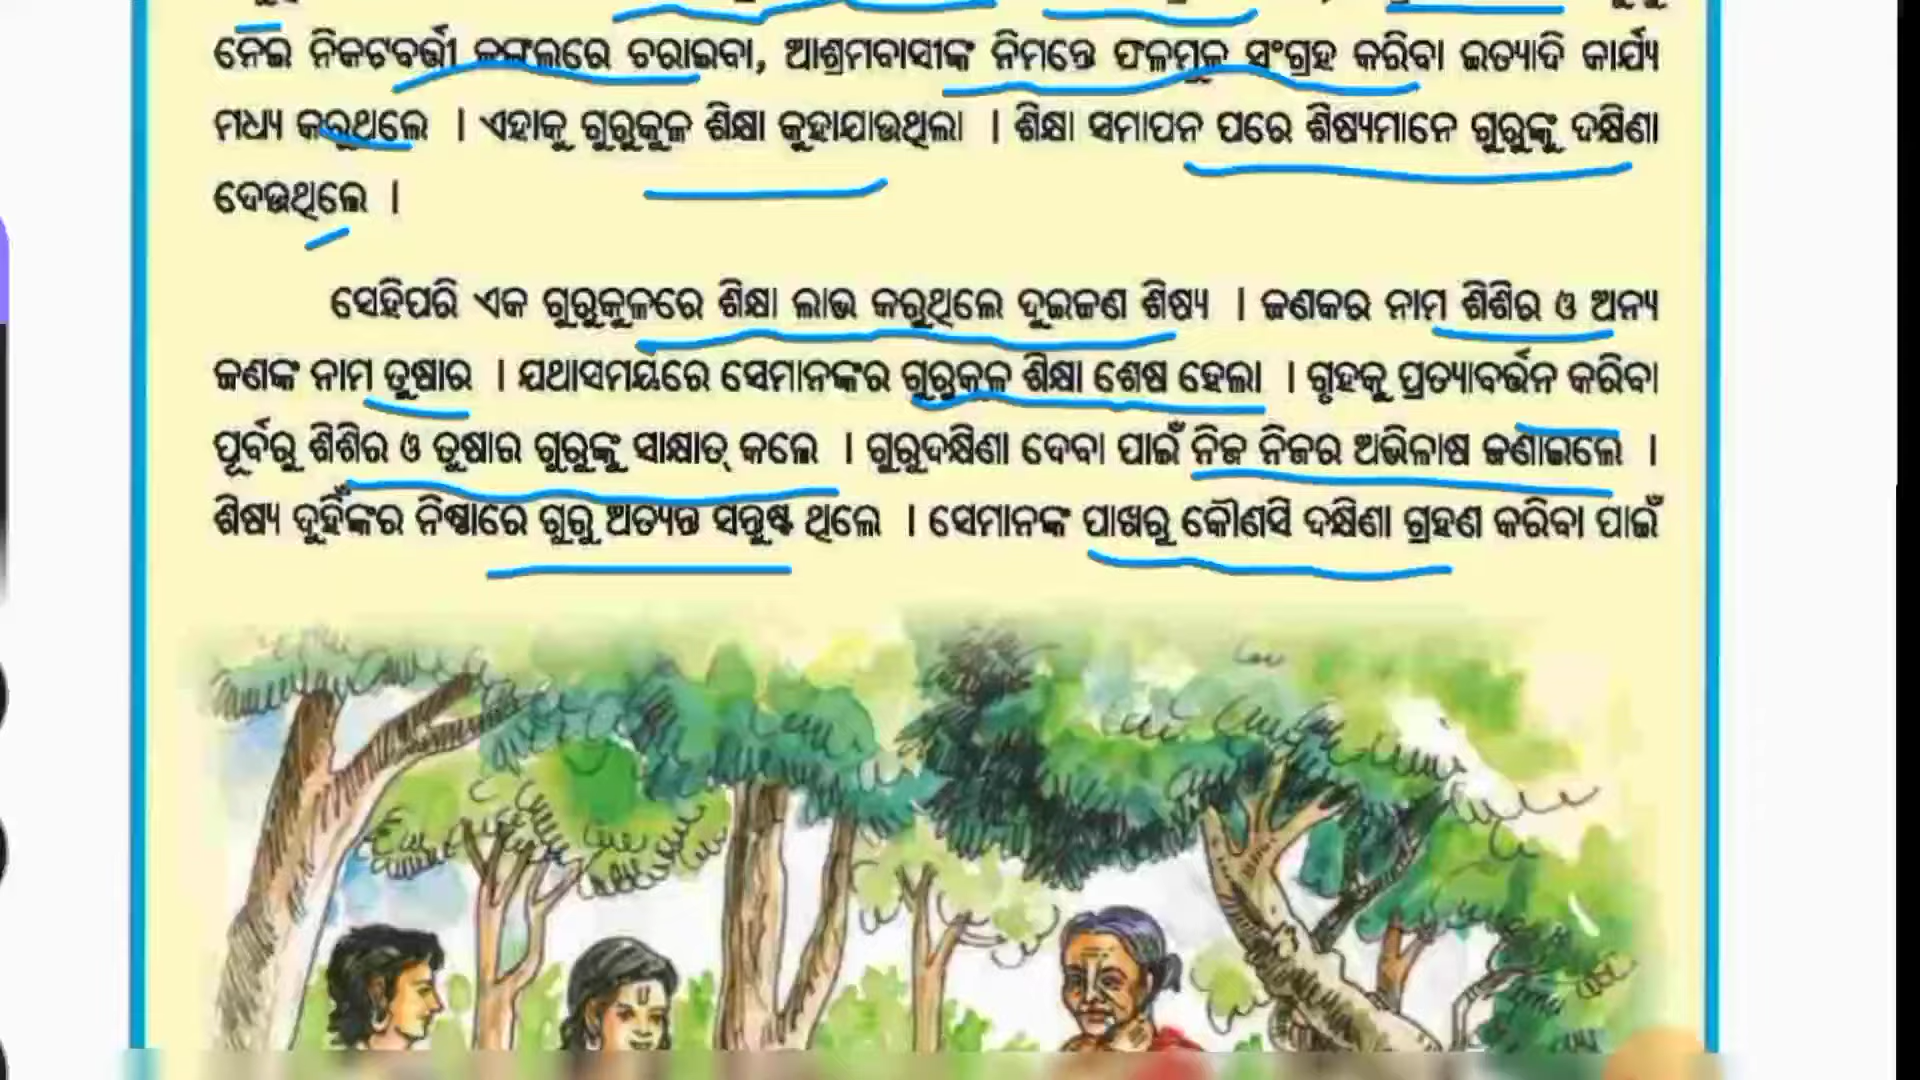 ନେଇ ନିକଟବର୍ତ୍ତୀ ଜଙ୍ଗଲରେ ଚରାଇବା, ଆଶ୍ରମବାସୀଙ୍କ ନିମନ୍ତେ ଫଳମୂଳ ସଂଗ୍ରହ କରିବା ଇତ୍ୟାଦି କାର୍ଯ୍ୟ
ମଧ୍ୟ କରୁଥିଲେ । ଏହାକୁ ଗୁରୁକୁଳ ଶିକ୍ଷା କୁହାଯାଉଥିଲା । ଶିକ୍ଷା ସମାପନ ପରେ ଶିଷ୍ୟମାନେ ଗୁରୁଙ୍କୁ ଦକ୍ଷିଣା
ଦେଉଥିଲେ ।
ସେହିପରି ଏକ ଗୁରୁକୁଳରେ ଶିକ୍ଷା ଲାଭ କରୁଥିଲେ ଦୁଇଜଣ ଶିଷ୍ୟ । ଜଣକର ନାମ ଶିଶିର ଓ ଅନ୍ୟ
ଜଣଙ୍କ ନାମ ତୁଷାର । ଯଥାସମୟରେ ସେମାନଙ୍କର ଗୁରୁକୁଳ ଶିକ୍ଷା ଶେଷ ହେଲା । ଗୃହକୁ ପ୍ରତ୍ୟାବର୍ତ୍ତନ କରିବା
ପୂର୍ବରୁ ଶିଶିର ଓ ତୁଷାର ଗୁରୁଙ୍କୁ ସାକ୍ଷାତ୍ କଲେ । ଗୁରୁଦକ୍ଷିଣା ଦେବା ପାଇଁ ନିଜ ନିଜର ଅଭିଳାଷ ଜଣାଇଲେ ।
ଶିଷ୍ୟ ଦୁହିଁଙ୍କର ନିଷ୍ଠାରେ ଗୁରୁ ଅତ୍ୟନ୍ତ ସନ୍ତୁଷ୍ଟ ଥିଲେ । ସେମାନଙ୍କ ପାଖରୁ କୌଣସି ଦକ୍ଷିଣା ଗ୍ରହଣ କରିବା ପାଇଁ